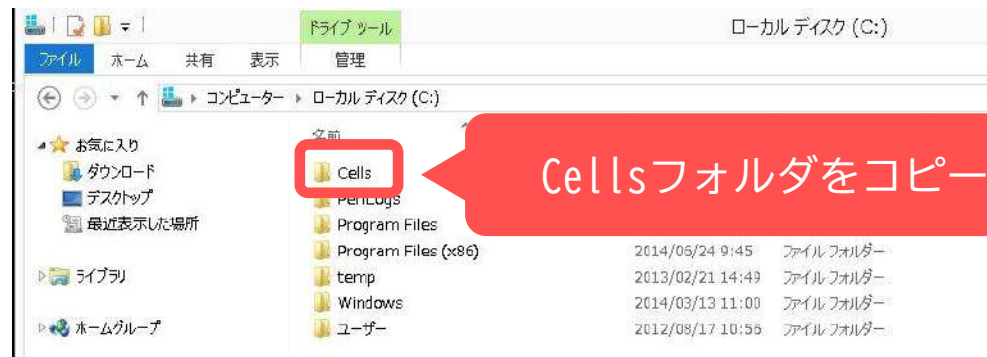 ドライブ ツール
ローカル ディスク (C:)
ファイル ホーム 共有 表示 管理
コンピューター ローカル ディスク (C:)
お気に入り
ダウンロード
デスクトップ
最近表示した場所
ライブラリ
ホームグループ
名前
Cells
Cellsフォルダをコピー
PerfLogs
Program Files
Program Files (x86) 2014/06/24 9:45 ファイル フォルダー
temp 2013/02/21 14:49 ファイル フォルダー
Windows 2014/03/13 11:00 ファイル フォルダー
ユーザー 2012/08/17 10:56 ファイル フォルダー